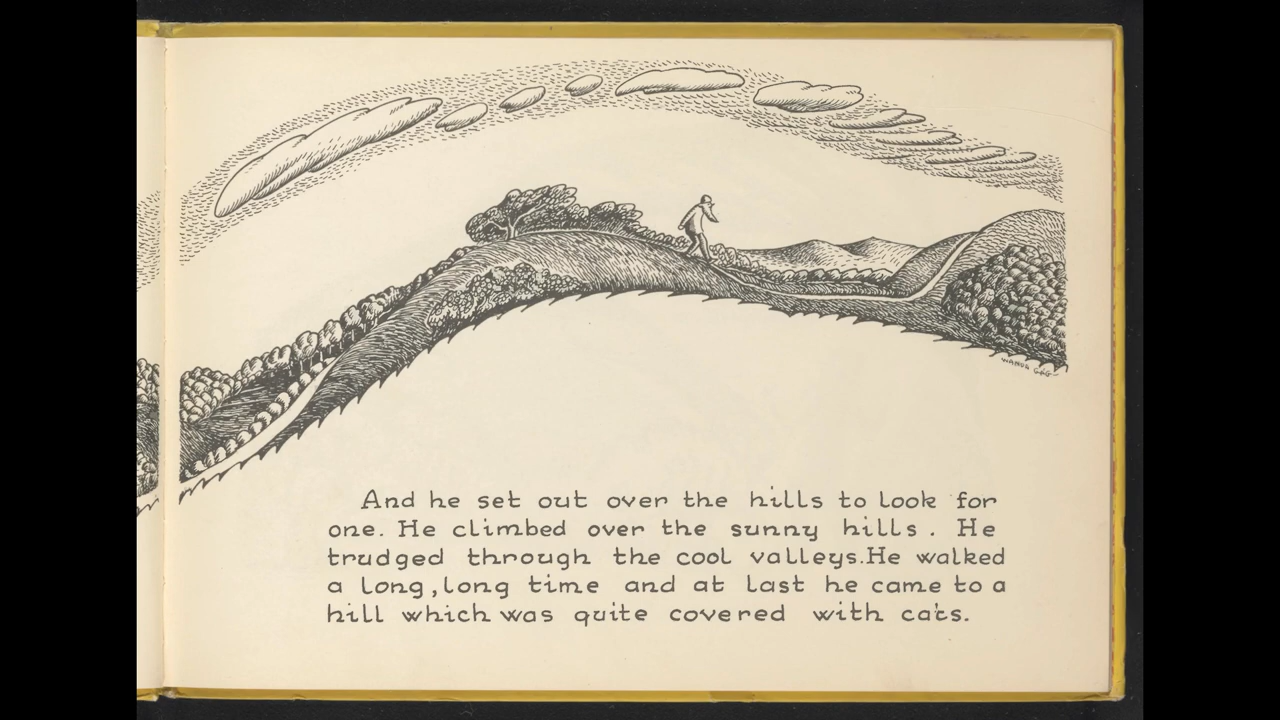 WANDA GÁG—
And he set out over the hills to look for
one. He climbed over the sunny hills. He
trudged through the cool valleys. He walked
a long, long time and at last he came to a
hill which was quite covered with cats.